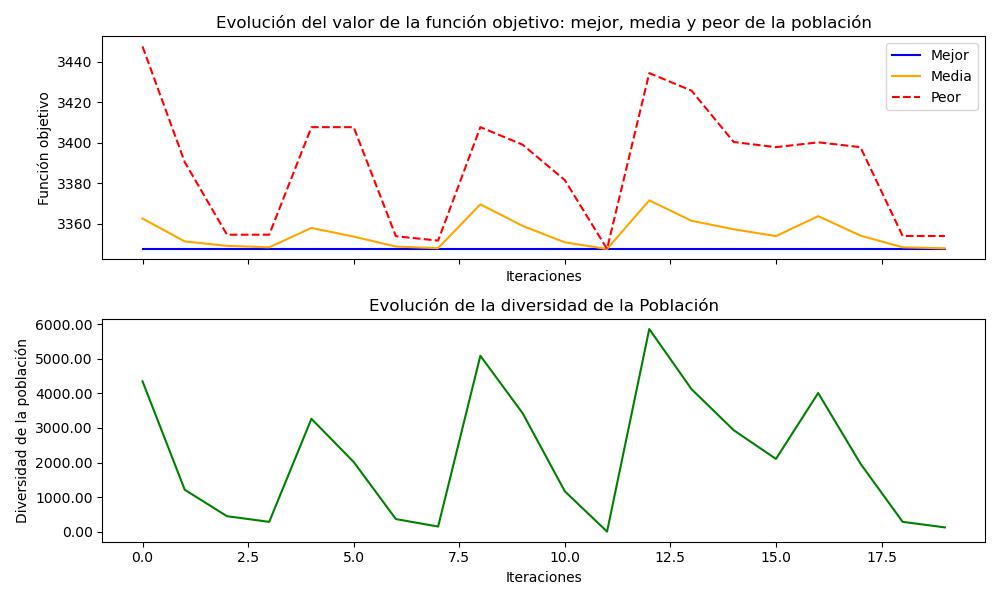 Evolución del valor de la función objetivo: mejor, media y peor de la población
Función objetivo
3440
3420
3400
3380
3360
Mejor
Media
Peor
Iteraciones
Evolución de la diversidad de la Población
Diversidad de la población
6000.00
5000.00
4000.00
3000.00
2000.00
1000.00
0.00
0.0 2.5 5.0 7.5 10.0 12.5 15.0 17.5
Iteraciones